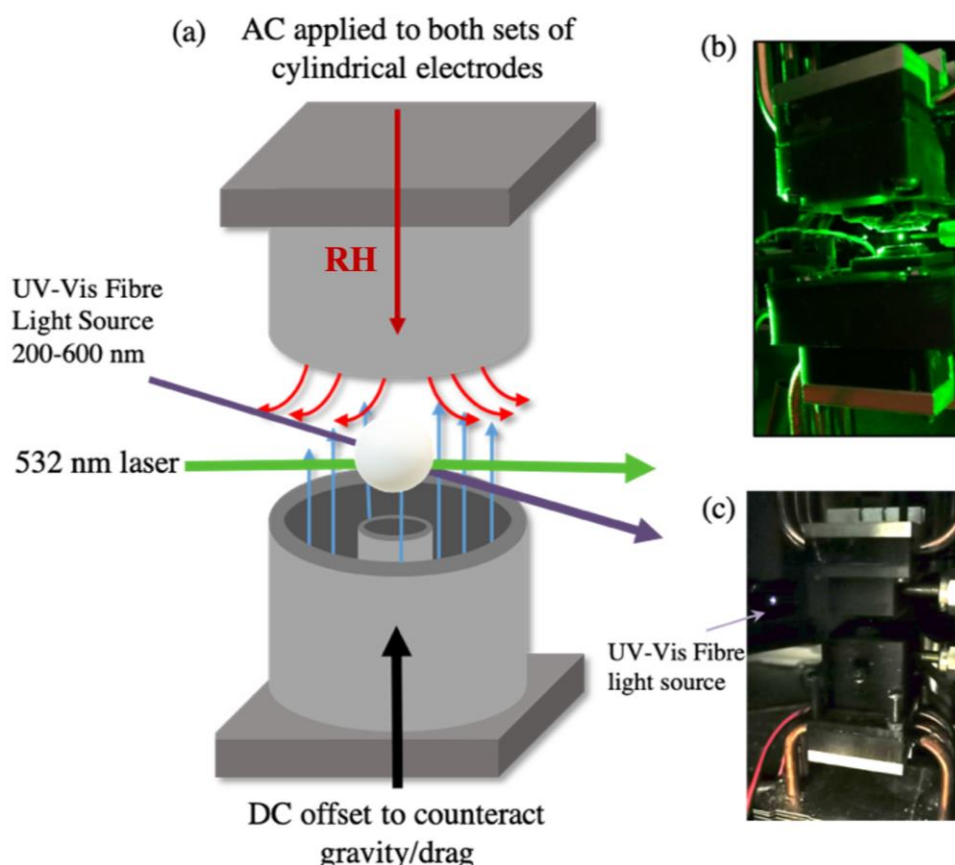 (a)
AC applied to both sets of
cylindrical electrodes
RH
UV-Vis Fibre
Light Source
200-600 nm
532 nm laser
DC offset to counteract
gravity/drag
(b)
(c)
UV-Vis Fibre
light source